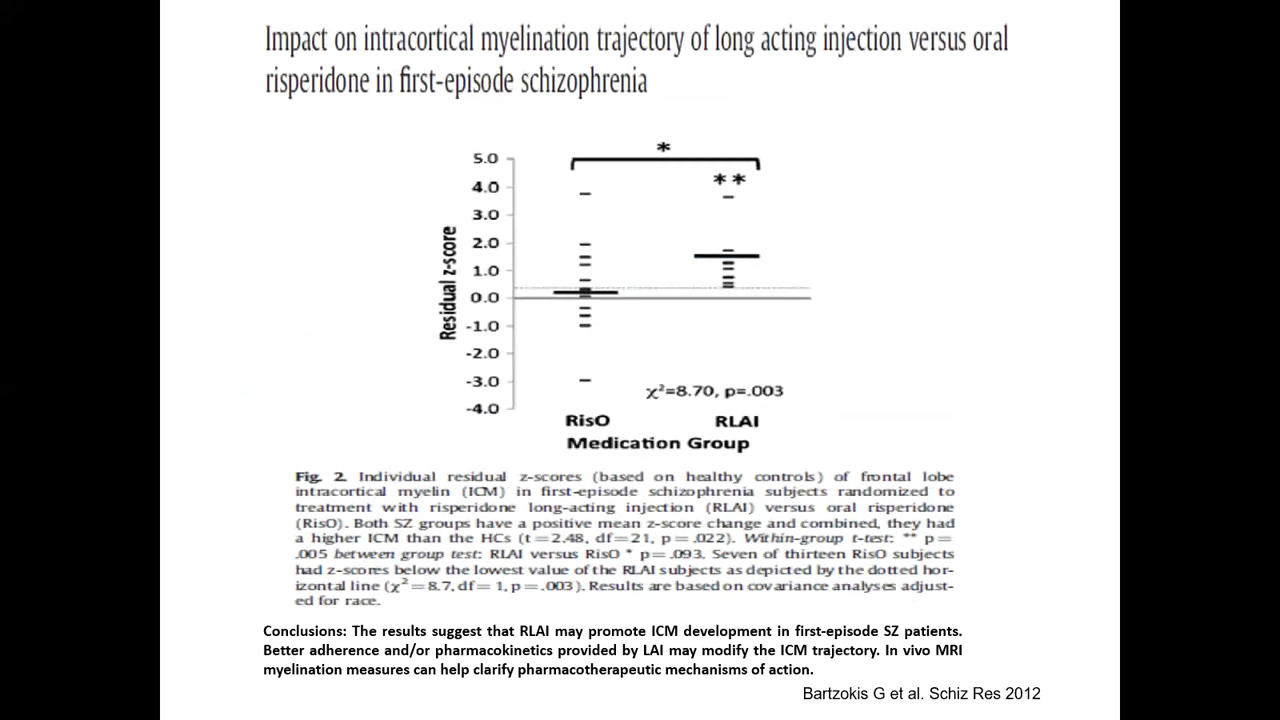 Impact on intracortical myelination trajectory of long acting injection versus oral
risperidone in first-episode schizophrenia
*
5.0
**
4.0
3.0
2.0
1.0
0.0
-1.0
-2.0
-3.0
-4.0
Residual z-score
χ²=8.70, p=.003
RisO RLAI
Medication Group
Fig. 2. Individual residual z-scores (based on healthy controls) of frontal lobe
intracortical myelin (ICM) in first-episode schizophrenia subjects randomized to
treatment with risperidone long-acting injection (RLAI) versus oral risperidone
(RisO). Both SZ groups have a positive mean z-score change and combined, they had
a higher ICM than the HCs (t=2.48, df=21, p=.022). Within-group t-test: ** p=
.005 between group test: RLAI versus RisO * p=.093. Seven of thirteen RisO subjects
had z-scores below the lowest value of the RLAI subjects as depicted by the dotted hor-
izontal line (χ²=8.7, df=1, p=.003). Results are based on covariance analyses adjust-
ed for race.
Conclusions: The results suggest that RLAI may promote ICM development in first-episode SZ patients.
Better adherence and/or pharmacokinetics provided by LAI may modify the ICM trajectory. In vivo MRI
myelination measures can help clarify pharmacotherapeutic mechanisms of action.
Bartzokis G et al. Schiz Res 2012